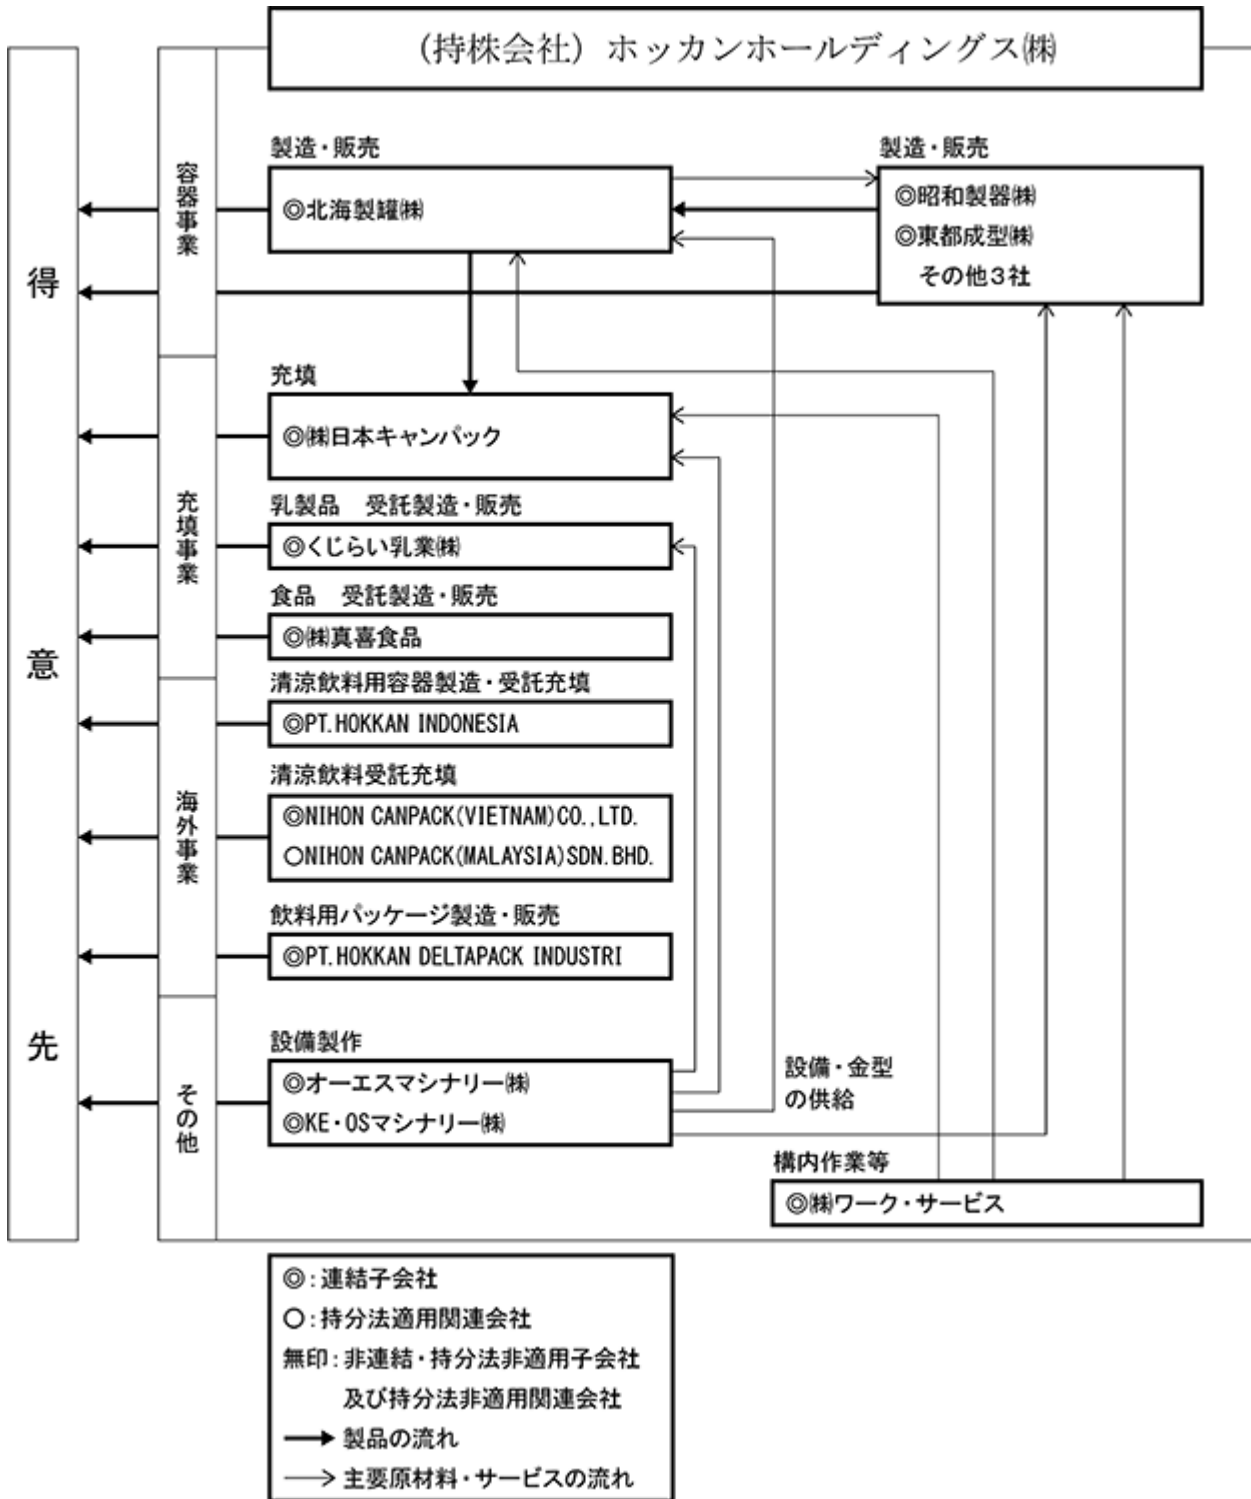 (持株会社) ホッカンホールディングス㈱
得意先
容器事業
製造・販売
◎北海製罐㈱
製造・販売
◎昭和製器㈱
◎東都成型㈱
その他3社
充填事業
充填
◎㈱日本キャンパック
乳製品 受託製造・販売
◎くじらい乳業㈱
食品 受託製造・販売
◎㈱真喜食品
海外事業
清涼飲料用容器製造・受託充填
◎PT.HOKKAN INDONESIA
清涼飲料受託充填
◎NIHON CANPACK(VIETNAM)CO.,LTD.
○NIHON CANPACK(MALAYSIA)SDN.BHD.
飲料用パッケージ製造・販売
◎PT.HOKKAN DELTAPACK INDUSTRI
その他
設備製作
◎オーエスマシナリー㈱
◎KE・OSマシナリー㈱
設備・金型
の供給
構内作業等
◎㈱ワーク・サービス
◎:連結子会社
○:持分法適用関連会社
無印:非連結・持分法非適用子会社
及び持分法非適用関連会社
製品の流れ
主要原材料・サービスの流れ